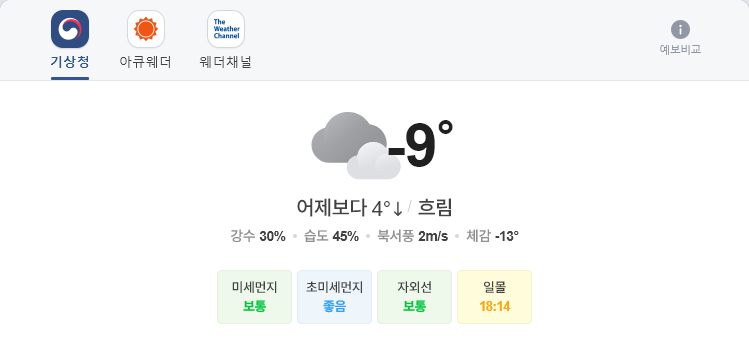 The
Weather
Channel
기상청 아큐웨더 웨더채널
예보비교
-9°
어제보다 4°↓ / 흐림
강수 30% • 습도 45% • 북서풍 2m/s • 체감 -13°
미세먼지 초미세먼지 자외선 일몰
보통 좋음 보통 18:14